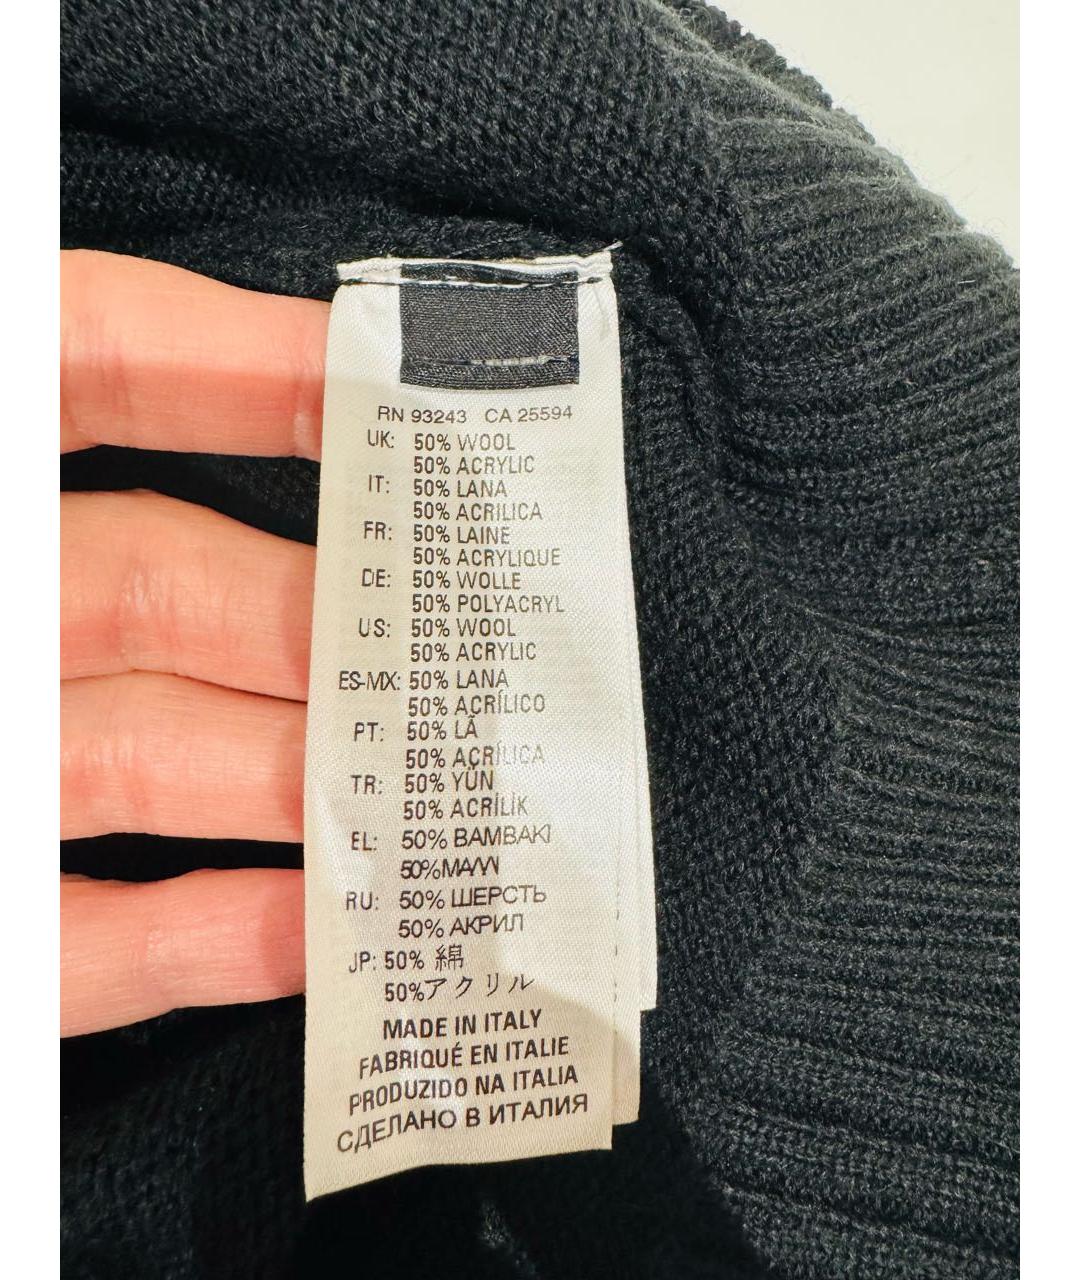 RN 93243 CA 25594
UK: 50% WOOL
50% ACRYLIC
IT: 50% LANA
50% ACRILICA
FR: 50% LAINE
50% ACRYLIQUE
DE: 50% WOLLE
50% POLYACRYL
US: 50% WOOL
50% ACRYLIC
ES-MX: 50% LANA
50% ACRÍLICO
PT: 50% LÃ
50% ACRÍLICA
TR: 50% YÜN
50% ACRÍLÍK
EL: 50% BAMBAKI
50%
RU: 50% ШЕРСТЬ
50% АКРИЛ
JP: 50% 綿
50%アクリル
MADE IN ITALY
FABRIQUÉ EN ITALIE
PRODUZIDO NA ITALIA
СДЕЛАНО В ИТАЛИЯ